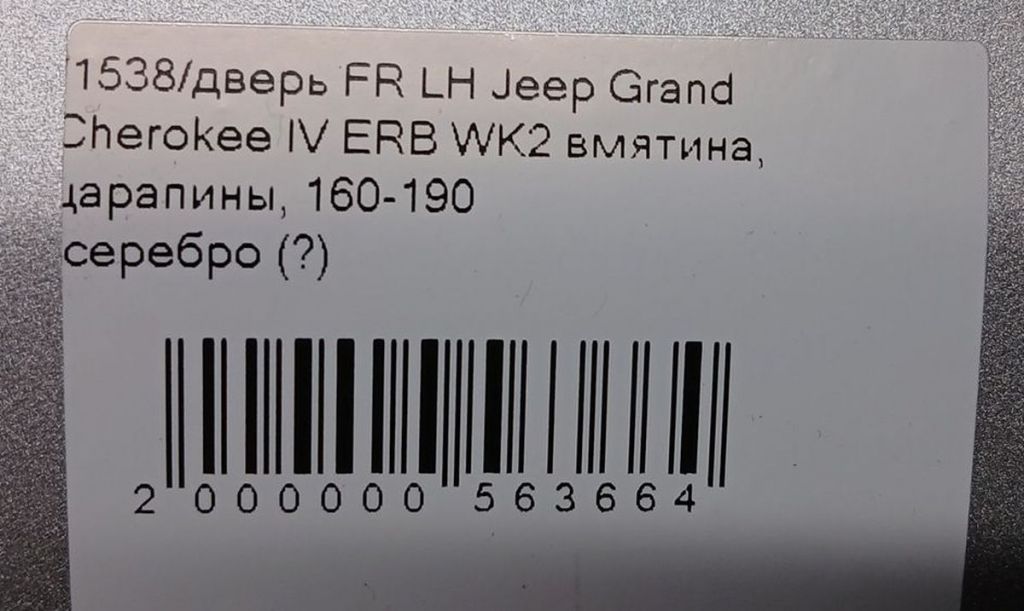 1538/дверь FR LH Jeep Grand
Cherokee IV ERB WK2 вмятина,
царапины, 160-190
серебро (?)
2 000000 563664